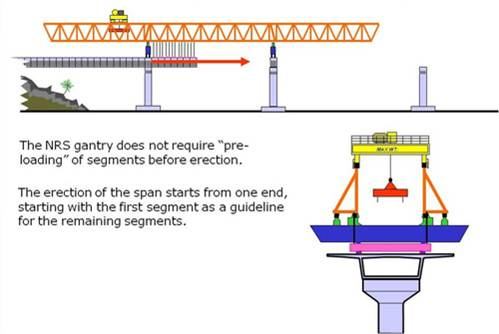 The NRS gantry does not require “pre-
loading” of segments before erection.
The erection of the span starts from one end,
starting with the first segment as a guideline
for the remaining segments.